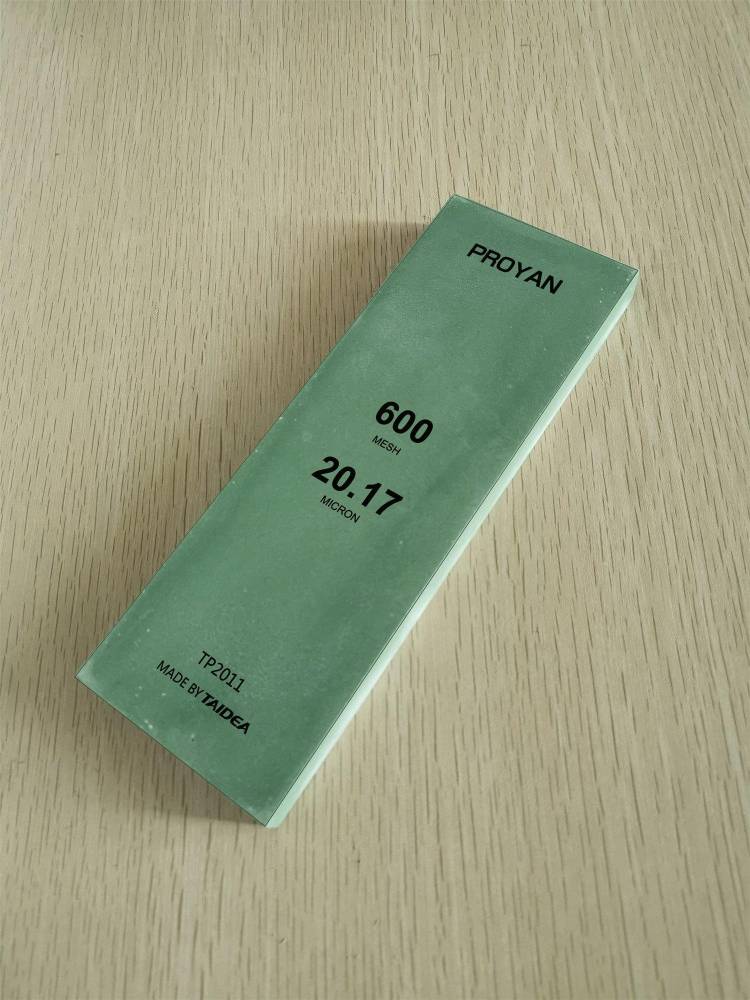 PROYAN
600
MESH
20.17
MICRON
TP2011
MADE BY TAIDEA